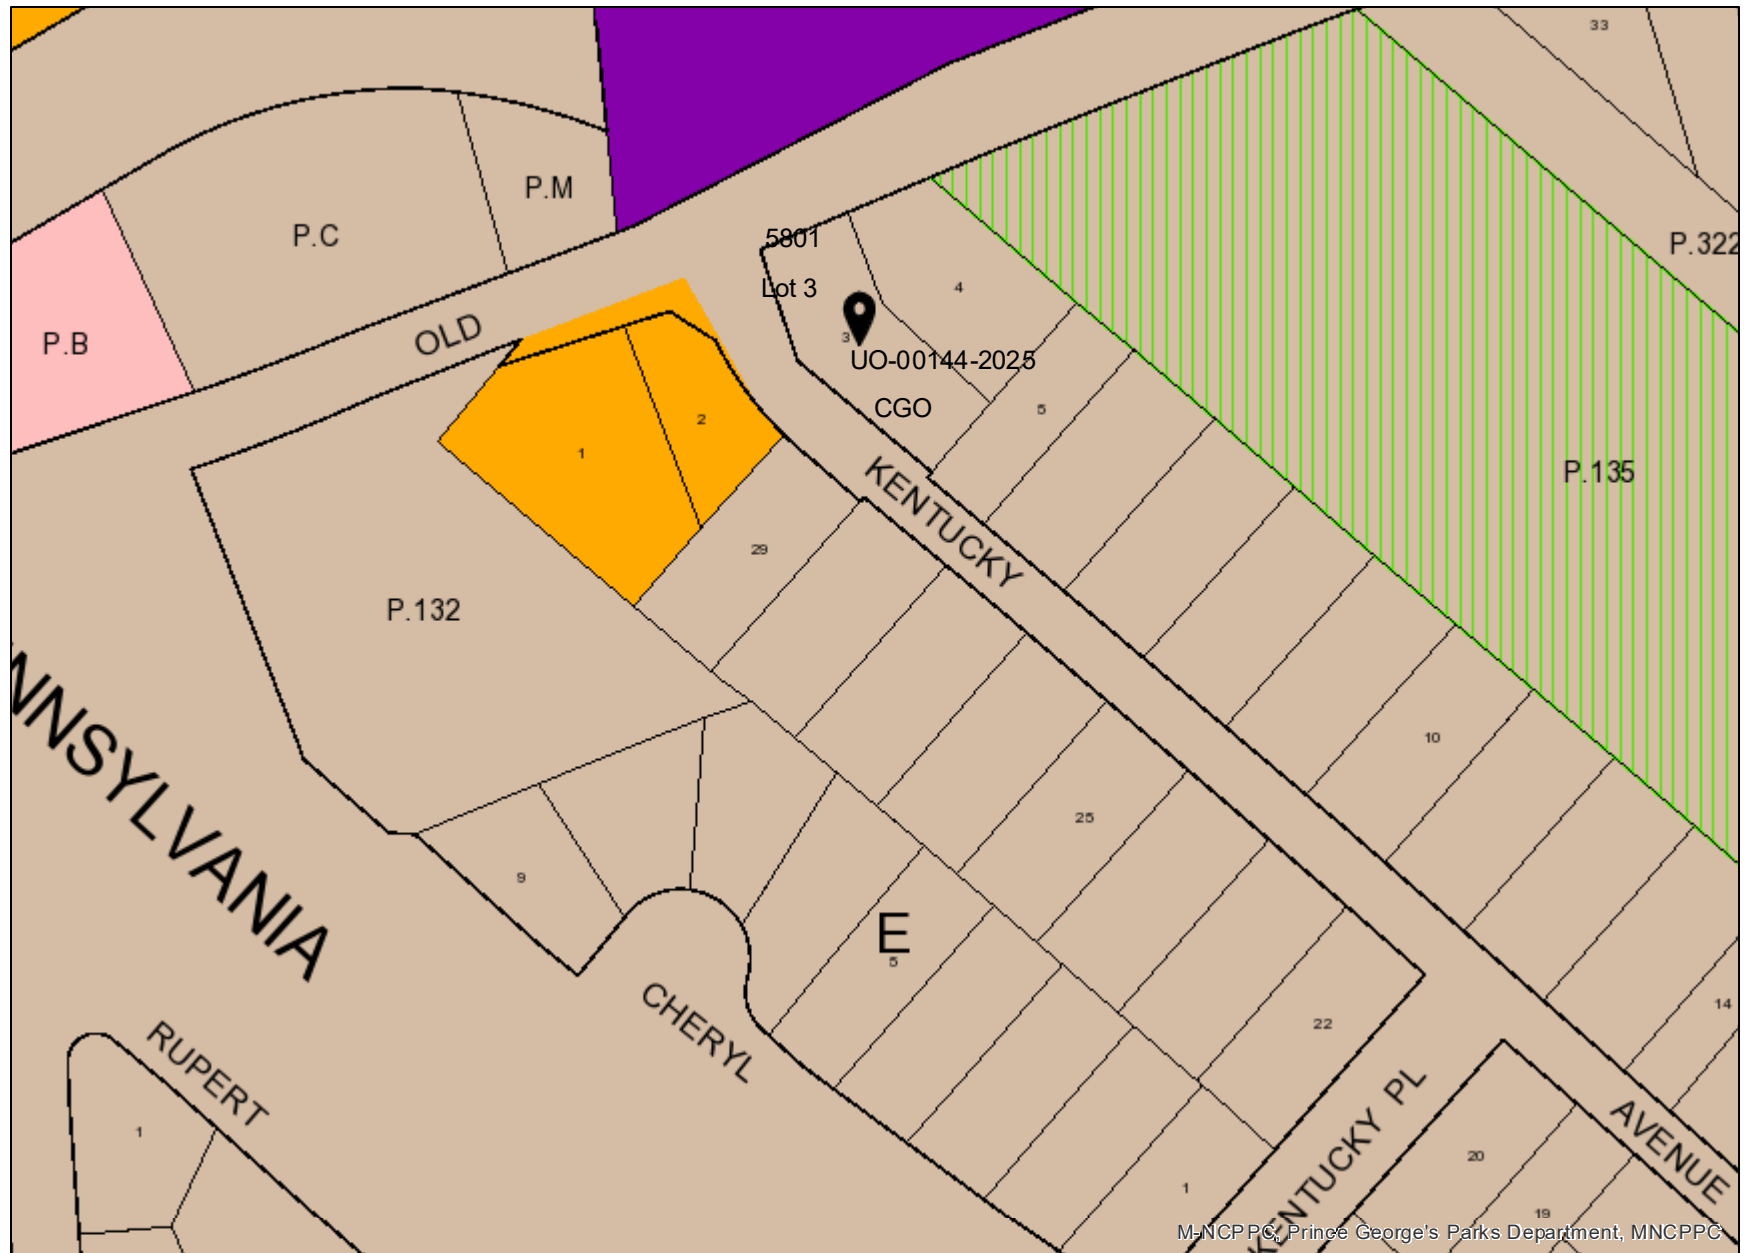 33
P.M
P.C
5801
P.322
Lot 3
4
3
OLD
P.B
UO-00144-2025
CGO
5
2
1
P.135
KENTUCKY
29
P.132
10
NNSYLVANIA
25
9
E
5
CHERYL
14
22
RUPERT
1
KENTUCKY PL
AVENUE
20
1
19
M-NCPPC, Prince George's Parks Department, MNCPPC